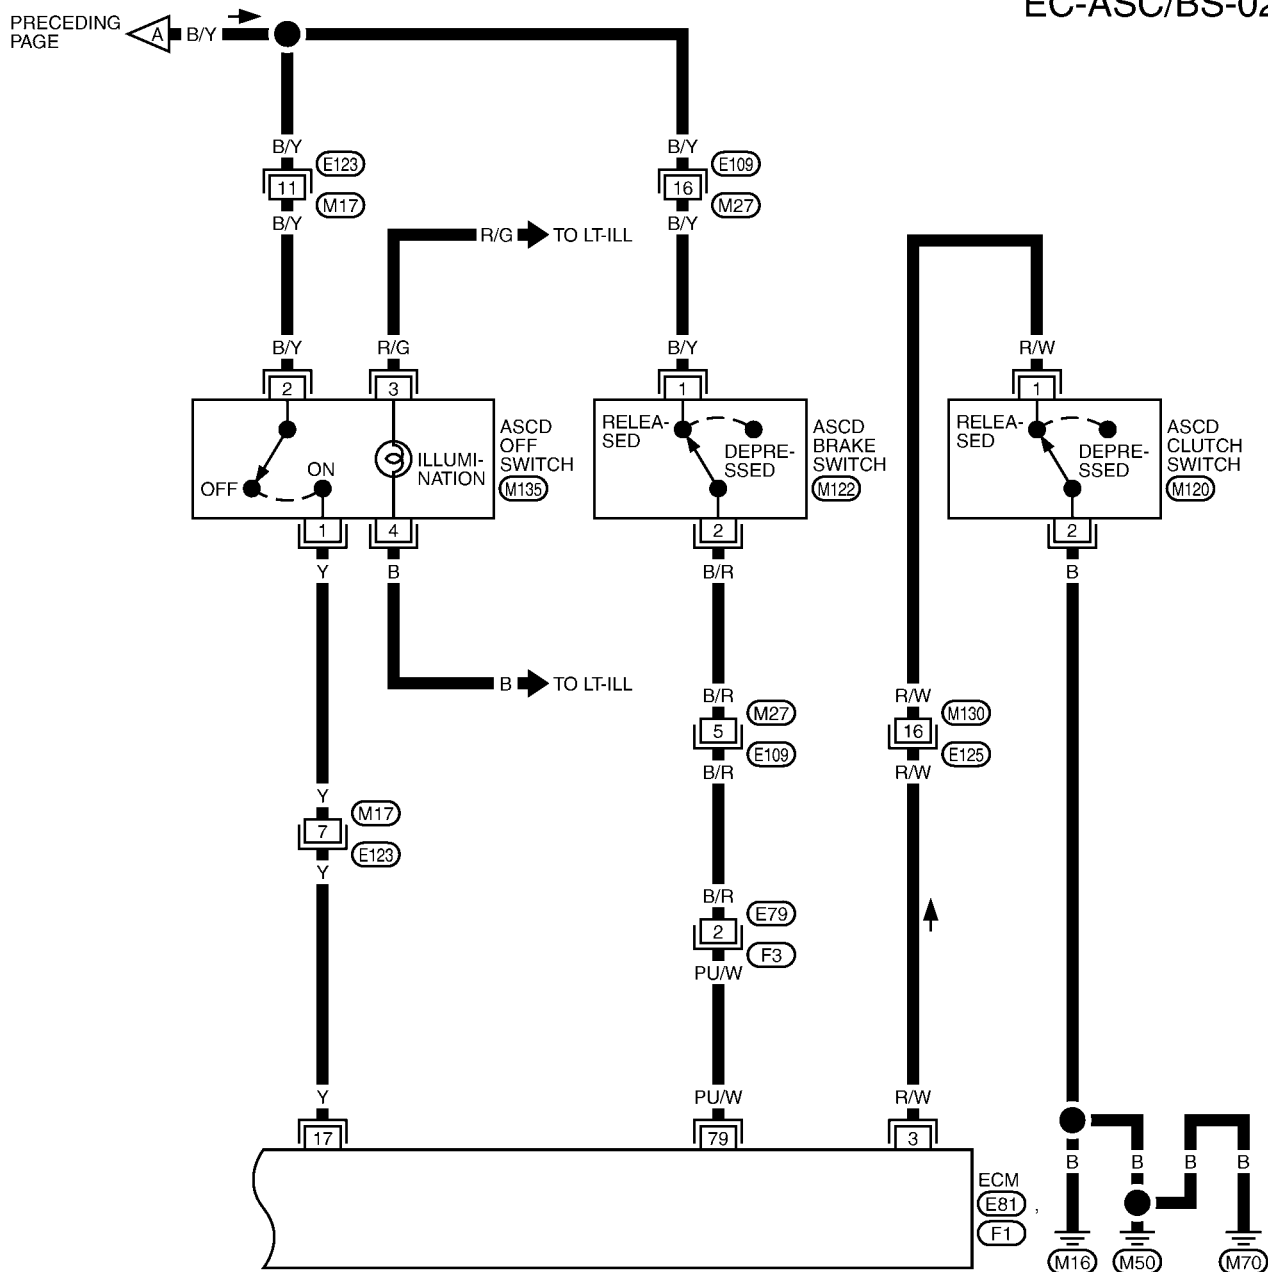 EC-ASC/BS-02
PRECEDING
PAGE
A
B/Y
B/Y
E123
11
M17
B/Y
B/Y
E109
16
M27
B/Y
R/G
TO LT-ILL
B/Y
R/G
B/Y
R/W
2
3
1
1
OFF
ON
ILLUMI-
NATION
ASCD
OFF
SWITCH
M135
RELEA-
SED
DEPRE-
SSED
ASCD
BRAKE
SWITCH
M122
RELEA-
SED
DEPRE-
SSED
ASCD
CLUTCH
SWITCH
M120
1
4
2
2
Y
B
B/R
B
B
TO LT-ILL
B/R
M27
5
E109
B/R
R/W
M130
16
E125
R/W
Y
M17
7
E123
Y
B/R
E79
2
F3
PU/W
Y
PU/W
R/W
17
79
3
ECM
E81 ,
F1
B
B
B
B
M16
M50
M70